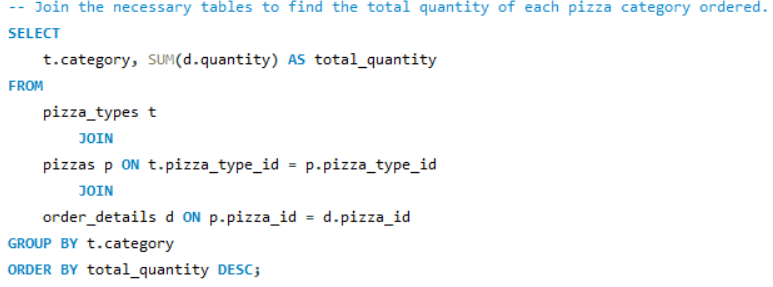 -- Join the necessary tables to find the total quantity of each pizza category ordered.
SELECT
    t.category, SUM(d.quantity) AS total_quantity
FROM
    pizza_types t
        JOIN
    pizzas p ON t.pizza_type_id = p.pizza_type_id
        JOIN
    order_details d ON p.pizza_id = d.pizza_id
GROUP BY t.category
ORDER BY total_quantity DESC;